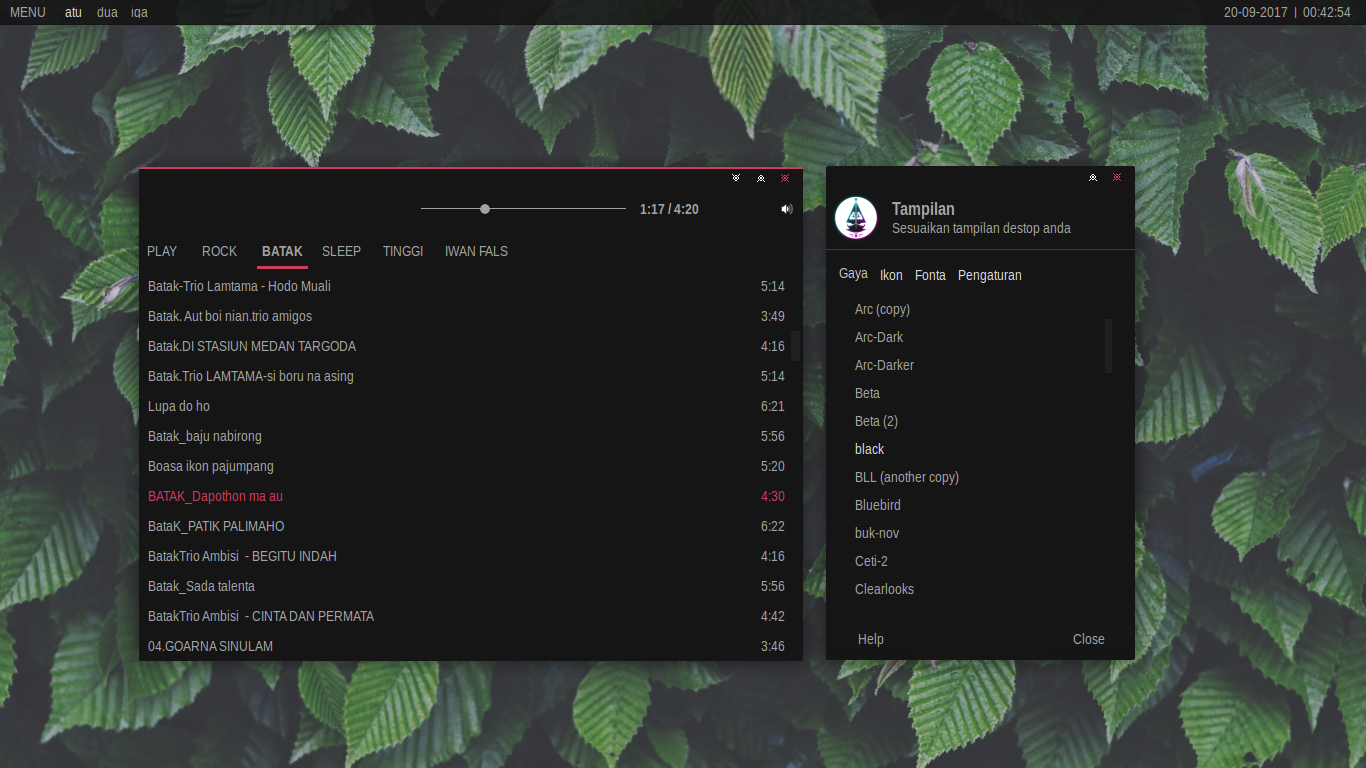 MENU atu dua iga 20-09-2017 | 00:42:54
1:17 / 4:20
PLAY ROCK BATAK SLEEP TINGGI IWAN FALS
Batak-Trio Lamtama - Hodo Muali 5:14
Batak. Aut boi nian.trio amigos 3:49
Batak.DI STASIUN MEDAN TARGODA 4:16
Batak.Trio LAMTAMA-si boru na asing 5:14
Lupa do ho 6:21
Batak_baju nabirong 5:56
Boasa ikon pajumpang 5:20
BATAK_Dapothon ma au 4:30
BataK_PATIK PALIMAHO 6:22
BatakTrio Ambisi - BEGITU INDAH 4:16
Batak_Sada talenta 5:56
BatakTrio Ambisi - CINTA DAN PERMATA 4:42
04.GOARNA SINULAM 3:46
Tampilan
Sesuaikan tampilan destop anda
Gaya Ikon Fonta Pengaturan
Arc (copy)
Arc-Dark
Arc-Darker
Beta
Beta (2)
black
BLL (another copy)
Bluebird
buk-nov
Ceti-2
Clearlooks
Help Close